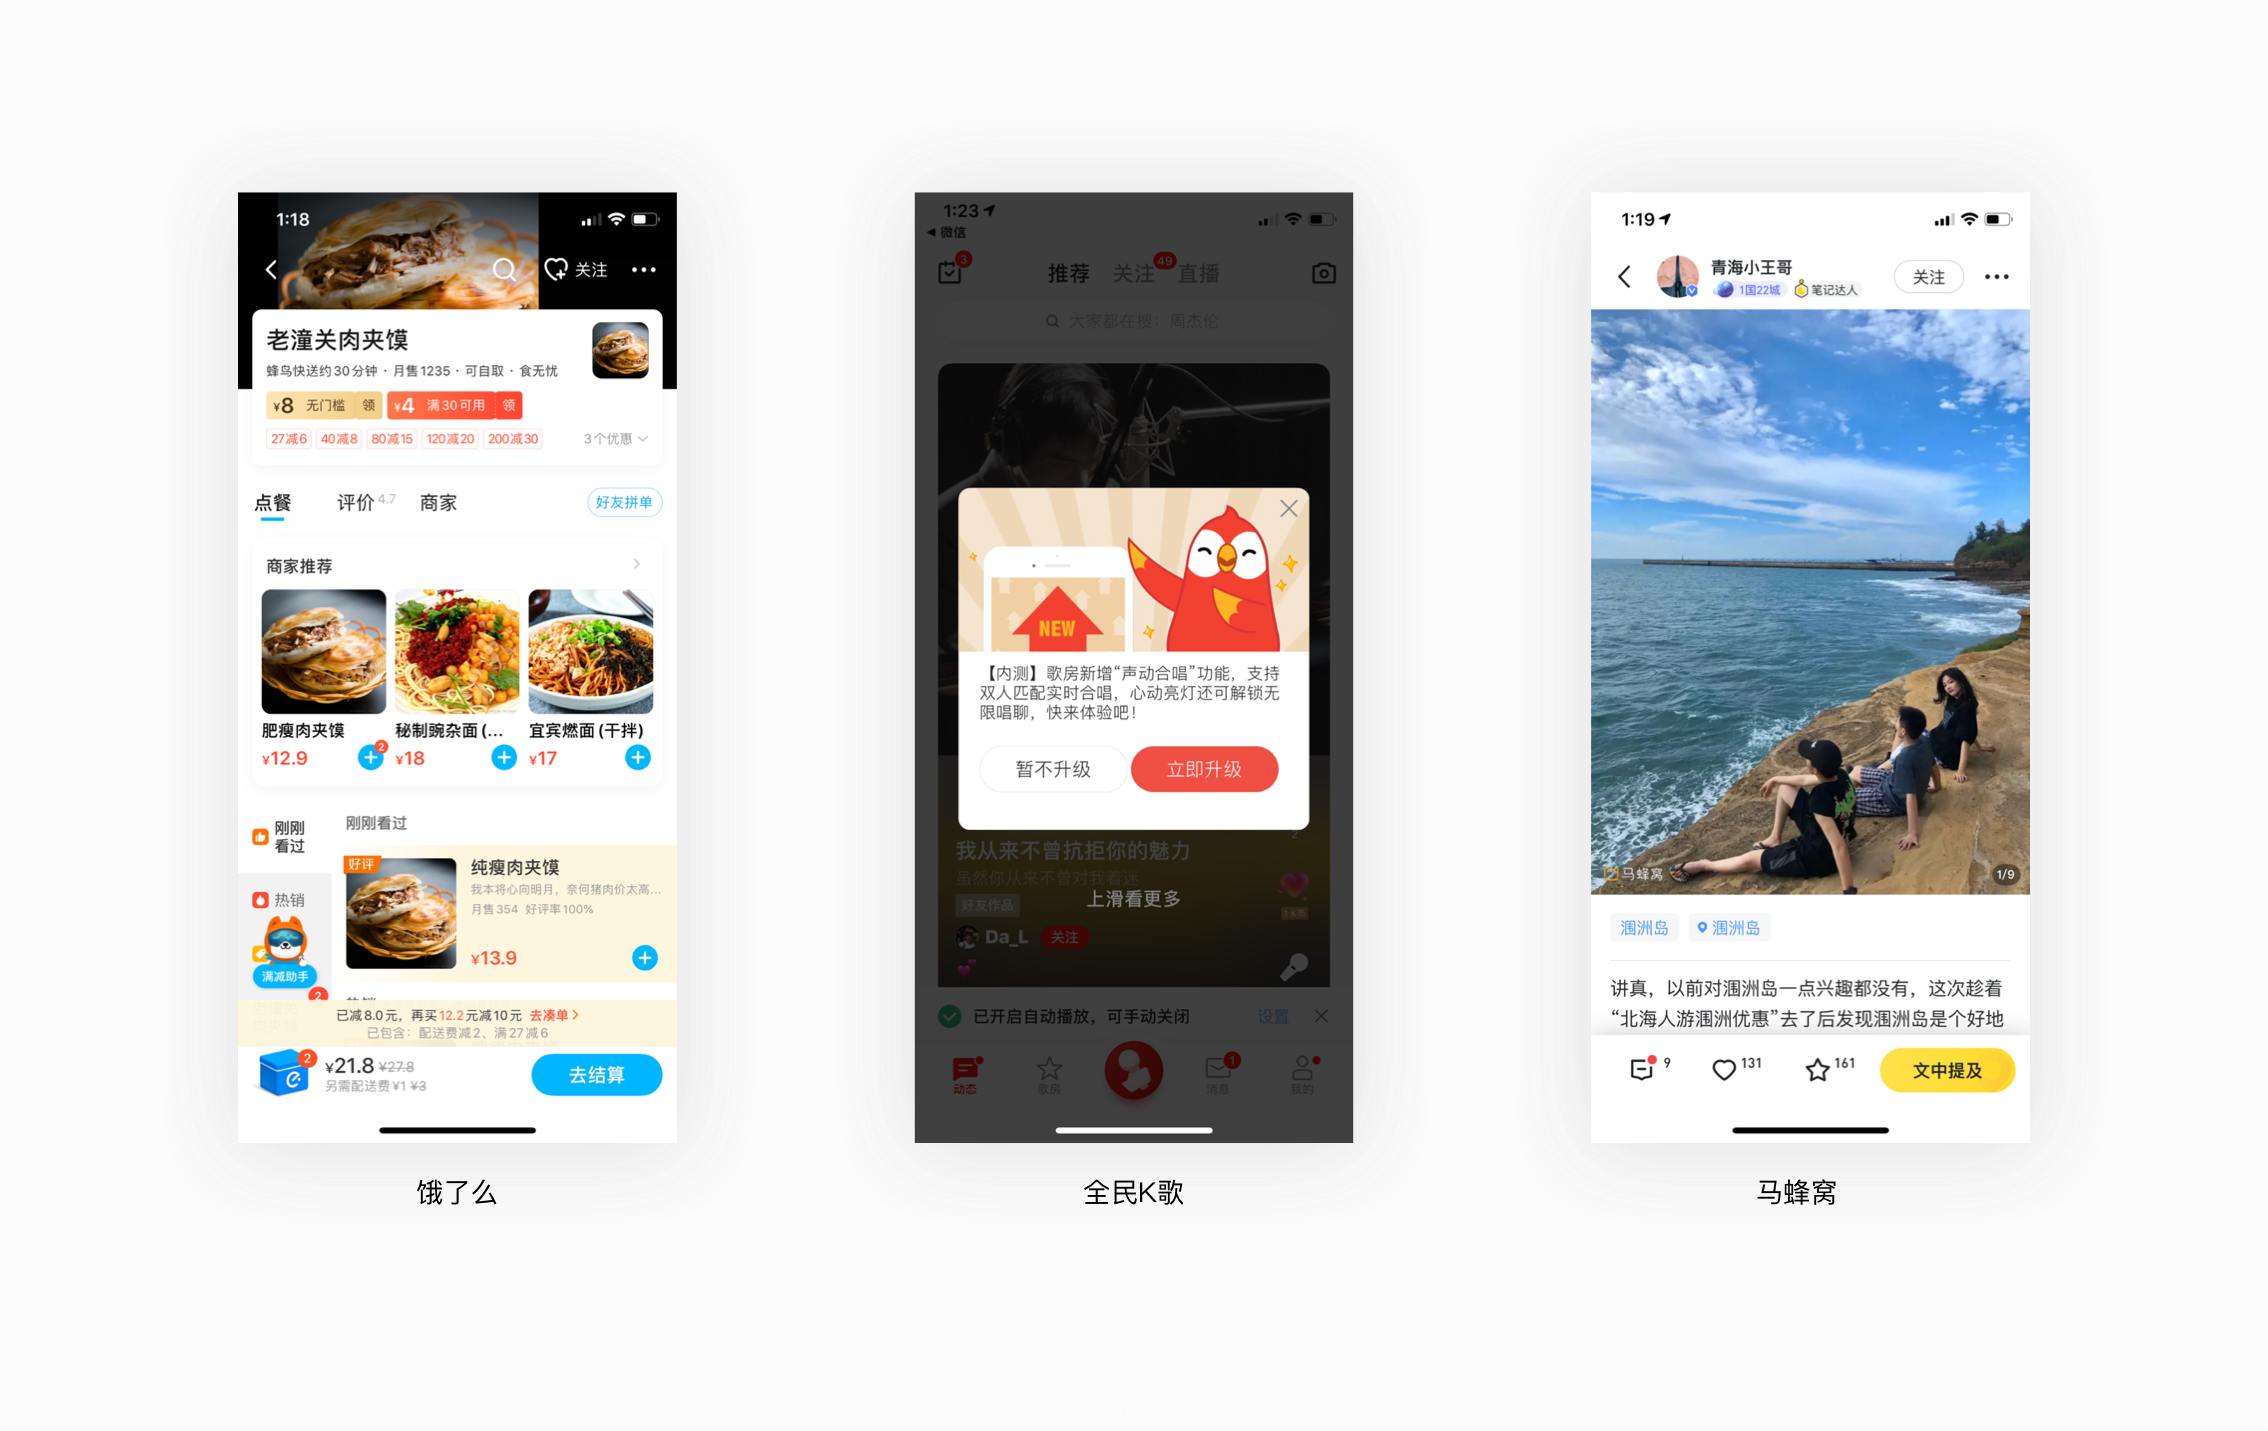 1:18
关注
老潼关肉夹馍
蜂鸟快送约30分钟 · 月售1235 · 可自取 · 食无忧
¥8 无门槛 领 ¥4 满30可用 领
27减6 40减8 80减15 120减20 200减30 3个优惠
点餐 评价 4.7 商家 好友拼单
商家推荐
肥瘦肉夹馍 秘制豌杂面 (... 宜宾燃面 (干拌)
¥12.9 2 ¥18 ¥17
刚刚看过
刚刚看过
好评 纯瘦肉夹馍
我本将心向明月，奈何猪肉价太高...
月售354 好评率100%
¥13.9
热销
满减助手
2
已减8.0元，再买12.2元减10元 去凑单
已包含：配送费减2、满27减6
2 ¥21.8 ¥27.8
另需配送费¥1 ¥3
去结算
饿了么
1:23
微信
3 推荐 关注 49 直播
大家都在搜：周杰伦
NEW
【内测】歌房新增“声动合唱”功能，支持
双人匹配实时合唱，心动亮灯还可解锁无
限唱聊，快来体验吧！
暂不升级 立即升级
2
我从来不曾抗拒你的魅力
虽然你从来不曾对我着迷
上滑看更多
好友作品
Da_L 关注
已开启自动播放，可手动关闭 设置
动态 歌房 消息 1 我的
全民K歌
1:19
青海小王哥
1国22城 笔记达人
关注
马蜂窝 1/9
涠洲岛 涠洲岛
讲真，以前对涠洲岛一点兴趣都没有，这次趁着
“北海人游涠洲优惠”去了后发现涠洲岛是个好地
9 131 161 文中提及
马蜂窝